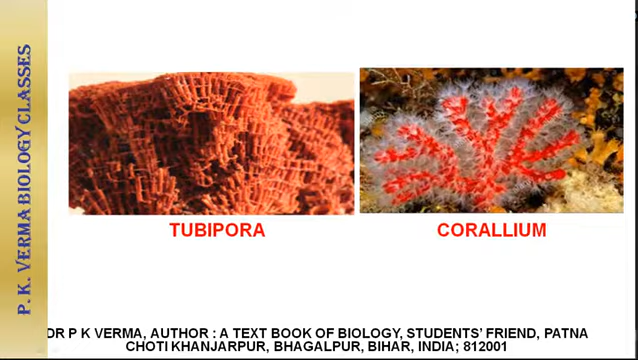 P. K. VERMA BIOLOGY CLASSES
TUBIPORA
CORALLIUM
DR P K VERMA, AUTHOR : A TEXT BOOK OF BIOLOGY, STUDENTS' FRIEND, PATNA
CHOTI KHANJARPUR, BHAGALPUR, BIHAR, INDIA; 812001